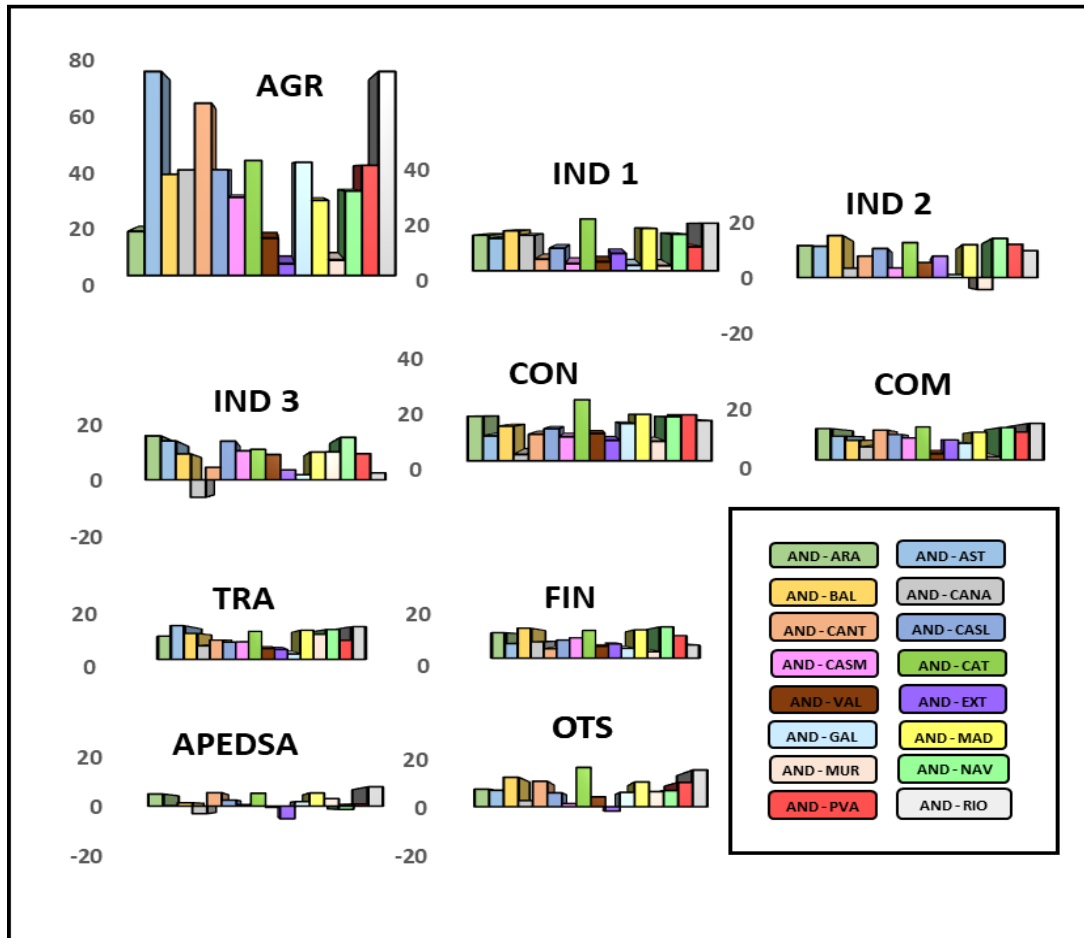 AGR
80
60
40
20
0
IND 1
40
20
0
IND 2
20
0
-20
IND 3
20
0
-20
CON
40
20
0
COM
20
0
TRA
20
0
FIN
20
0
APEDSA
20
0
-20
OTS
20
0
-20
AND - ARA
AND - AST
AND - BAL
AND - CANA
AND - CANT
AND - CASL
AND - CASM
AND - CAT
AND - VAL
AND - EXT
AND - GAL
AND - MAD
AND - MUR
AND - NAV
AND - PVA
AND - RIO